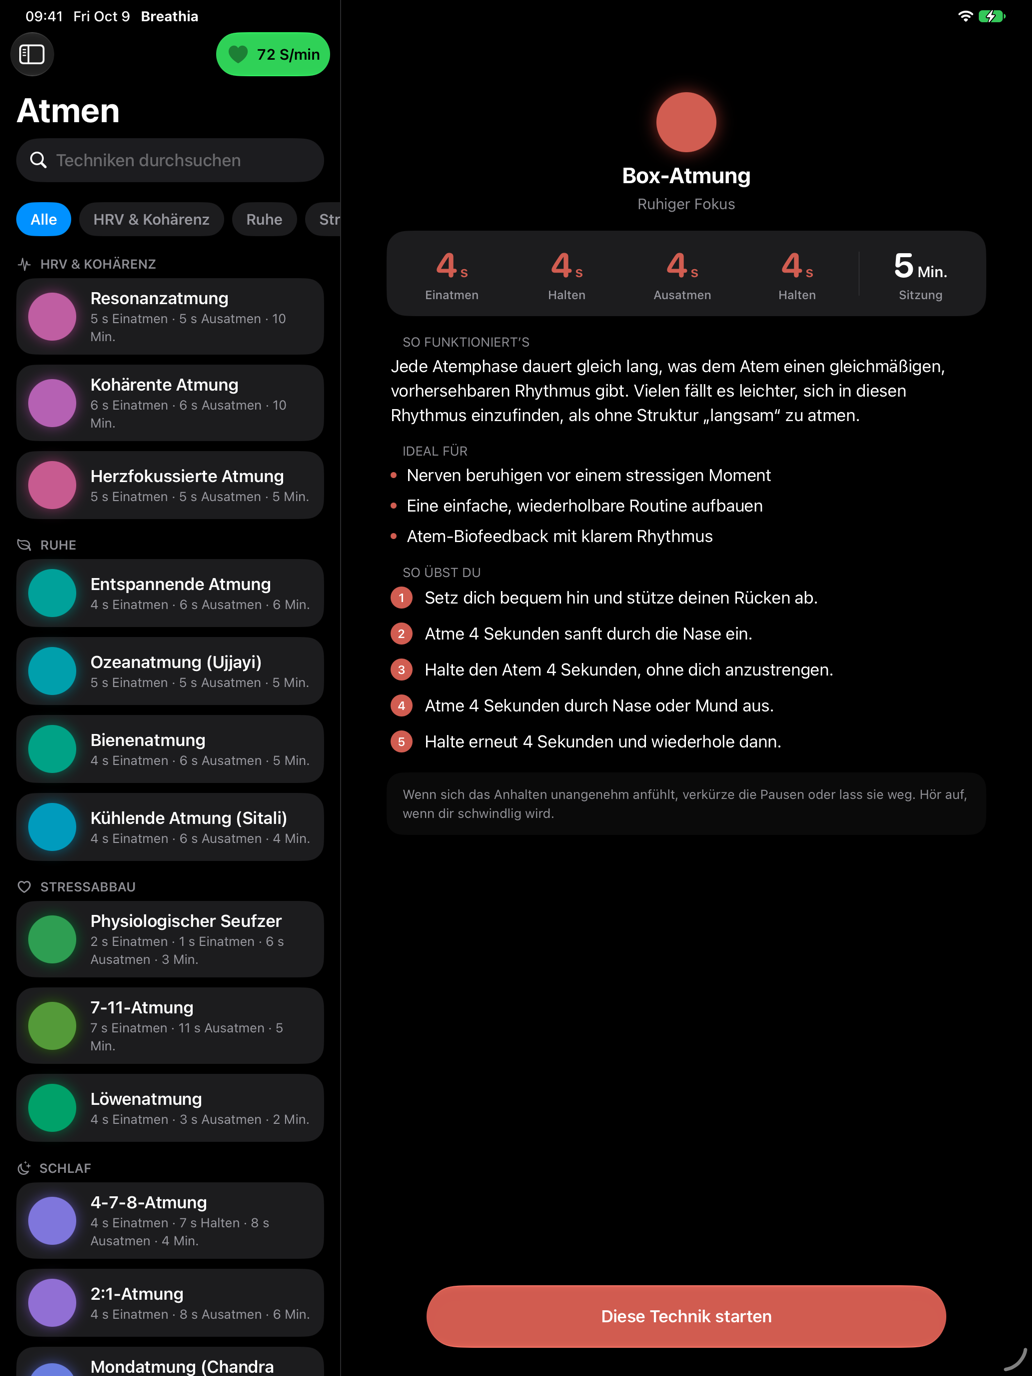 09:41 Fri Oct 9 Breathia
72 S/min
Atmen
Techniken durchsuchen
Alle HRV & Kohärenz Ruhe Str
HRV & KOHÄRENZ
Resonanzatmung
5 s Einatmen · 5 s Ausatmen · 10
Min.
Kohärente Atmung
6 s Einatmen · 6 s Ausatmen · 10
Min.
Herzfokussierte Atmung
5 s Einatmen · 5 s Ausatmen · 5 Min.
RUHE
Entspannende Atmung
4 s Einatmen · 6 s Ausatmen · 6 Min.
Ozeanatmung (Ujjayi)
5 s Einatmen · 5 s Ausatmen · 5 Min.
Bienenatmung
4 s Einatmen · 6 s Ausatmen · 5 Min.
Kühlende Atmung (Sitali)
4 s Einatmen · 6 s Ausatmen · 4 Min.
STRESSABBAU
Physiologischer Seufzer
2 s Einatmen · 1 s Einatmen · 6 s
Ausatmen · 3 Min.
7-11-Atmung
7 s Einatmen · 11 s Ausatmen · 5
Min.
Löwenatmung
4 s Einatmen · 3 s Ausatmen · 2 Min.
SCHLAF
4-7-8-Atmung
4 s Einatmen · 7 s Halten · 8 s
Ausatmen · 4 Min.
2:1-Atmung
4 s Einatmen · 8 s Ausatmen · 6 Min.
Mondatmung (Chandra
Box-Atmung
Ruhiger Fokus
4 s 4 s 4 s 4 s 5 Min.
Einatmen Halten Ausatmen Halten Sitzung
SO FUNKTIONIERT'S
Jede Atemphase dauert gleich lang, was dem Atem einen gleichmäßigen,
vorhersehbaren Rhythmus gibt. Vielen fällt es leichter, sich in diesen
Rhythmus einzufinden, als ohne Struktur „langsam“ zu atmen.
IDEAL FÜR
• Nerven beruhigen vor einem stressigen Moment
• Eine einfache, wiederholbare Routine aufbauen
• Atem-Biofeedback mit klarem Rhythmus
SO ÜBST DU
1 Setz dich bequem hin und stütze deinen Rücken ab.
2 Atme 4 Sekunden sanft durch die Nase ein.
3 Halte den Atem 4 Sekunden, ohne dich anzustrengen.
4 Atme 4 Sekunden durch Nase oder Mund aus.
5 Halte erneut 4 Sekunden und wiederhole dann.
Wenn sich das Anhalten unangenehm anfühlt, verkürze die Pausen oder lass sie weg. Hör auf,
wenn dir schwindlig wird.
Diese Technik starten